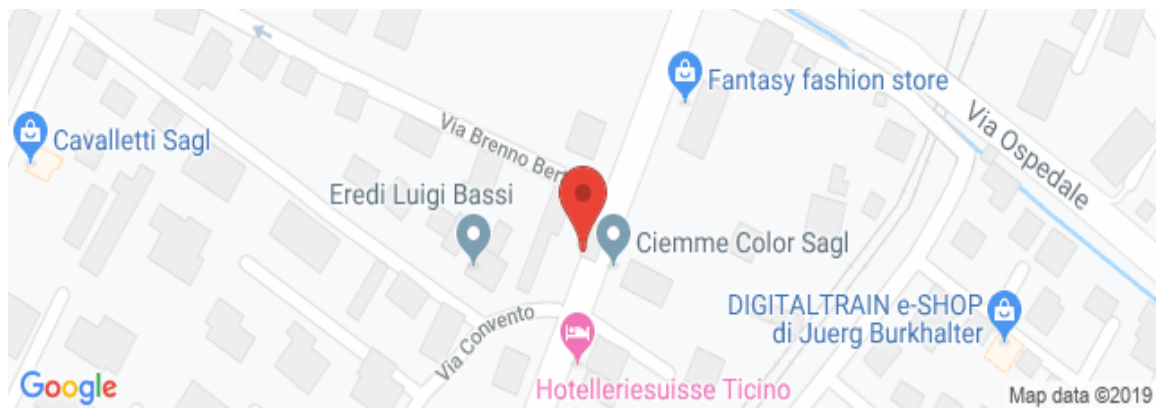 Fantasy fashion store
Cavalletti Sagl
Via Brenno Bert
Via Ospedale
Eredi Luigi Bassi
Ciemme Color Sagl
DIGITALTRAIN e-SHOP
di Juerg Burkhalter
Via Convento
Hotelleriesuisse Ticino
Google
Map data ©2019